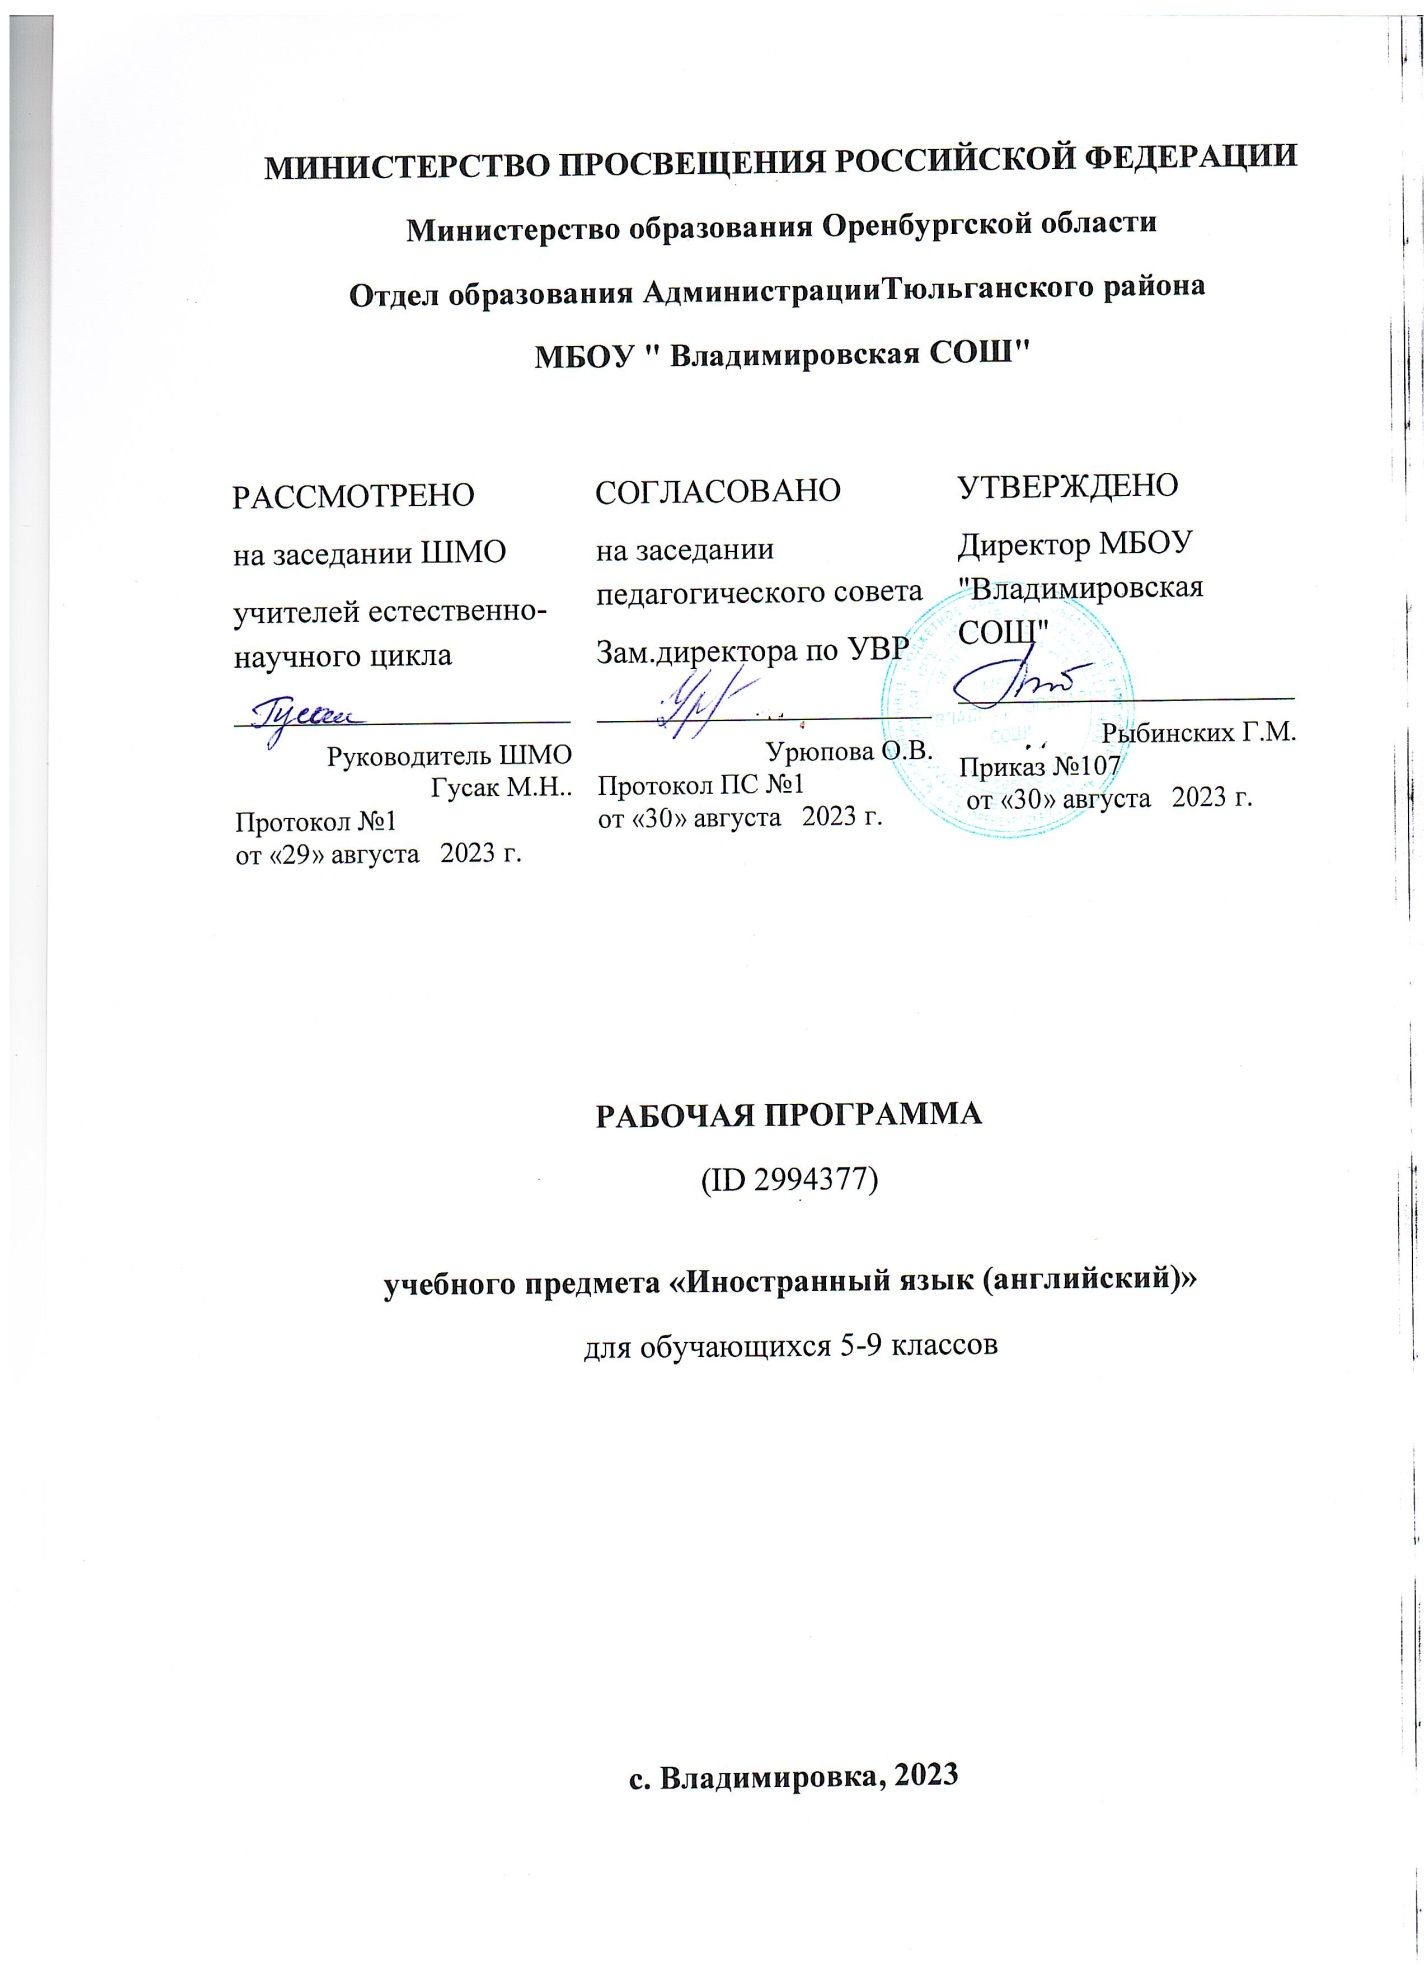 МИНИСТЕРСТВО ПРОСВЕЩЕНИЯ РОССИЙСКОЙ ФЕДЕРАЦИИ
Министерство образования Оренбургской области
Отдел образования АдминистрацииТюльганского района
МБОУ " Владимировская СОШ"
РАССМОТРЕНО
на заседании ШМО
учителей естественно-
научного цикла
Руководитель ШМО
Гусак М.Н..
Протокол №1
от «29» августа 2023 г.
СОГЛАСОВАНО
на заседании
педагогического совета
Зам.директора по УВР
Урюпова О.В.
Протокол ПС №1
от «30» августа 2023 г.
УТВЕРЖДЕНО
Директор МБОУ
"Владимировская
СОШ"
Рыбинских Г.М.
Приказ №107
от «30» августа 2023 г.
РАБОЧАЯ ПРОГРАММА
(ID 2994377)
учебного предмета «Иностранный язык (английский)»
для обучающихся 5-9 классов
с. Владимировка, 2023